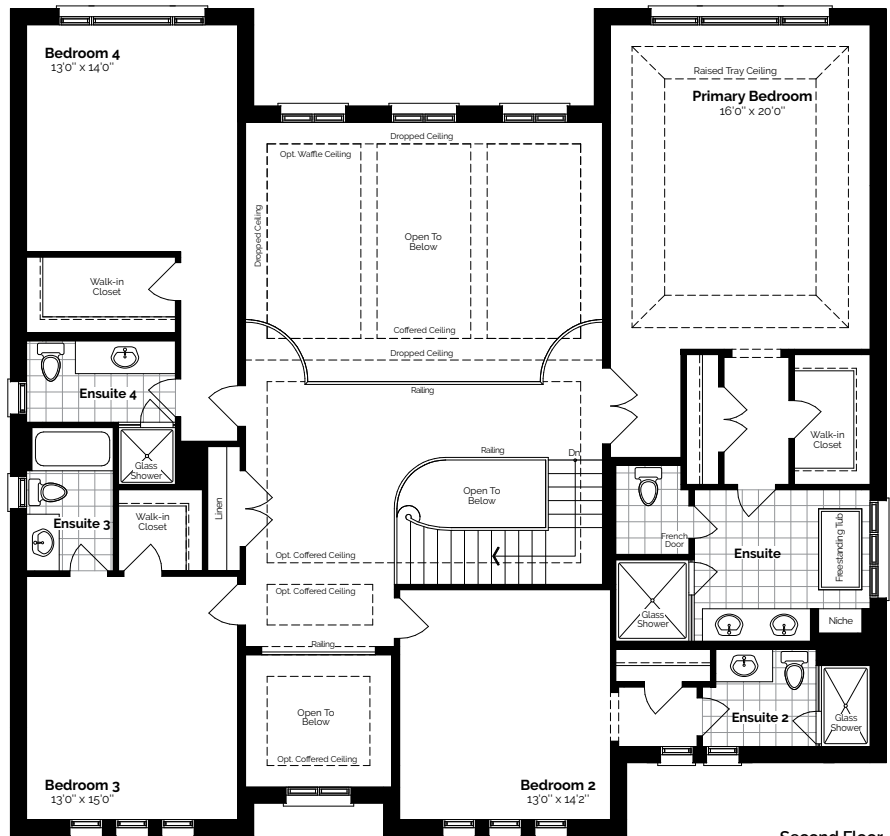 Bedroom 4
13'0" x 14'0"
Raised Tray Ceiling
Primary Bedroom
16'0" x 20'0"
Dropped Ceiling
Opt. Waffle Ceiling
Dropped Ceiling
Open To
Below
Walk-in
Closet
Coffered Ceiling
Dropped Ceiling
Railing
Ensuite 4
Walk-in
Closet
Glass
Shower
Railing
Dn
Open To
Below
Linen
Walk-in
Closet
Ensuite 3
French
Door
Ensuite
Freestanding Tub
Opt. Coffered Ceiling
Opt. Coffered Ceiling
Glass
Shower
Niche
Railing
Open To
Below
Opt. Coffered Ceiling
Ensuite 2
Glass
Shower
Bedroom 3
13'0" x 15'0"
Bedroom 2
13'0" x 14'2"
Second Floor